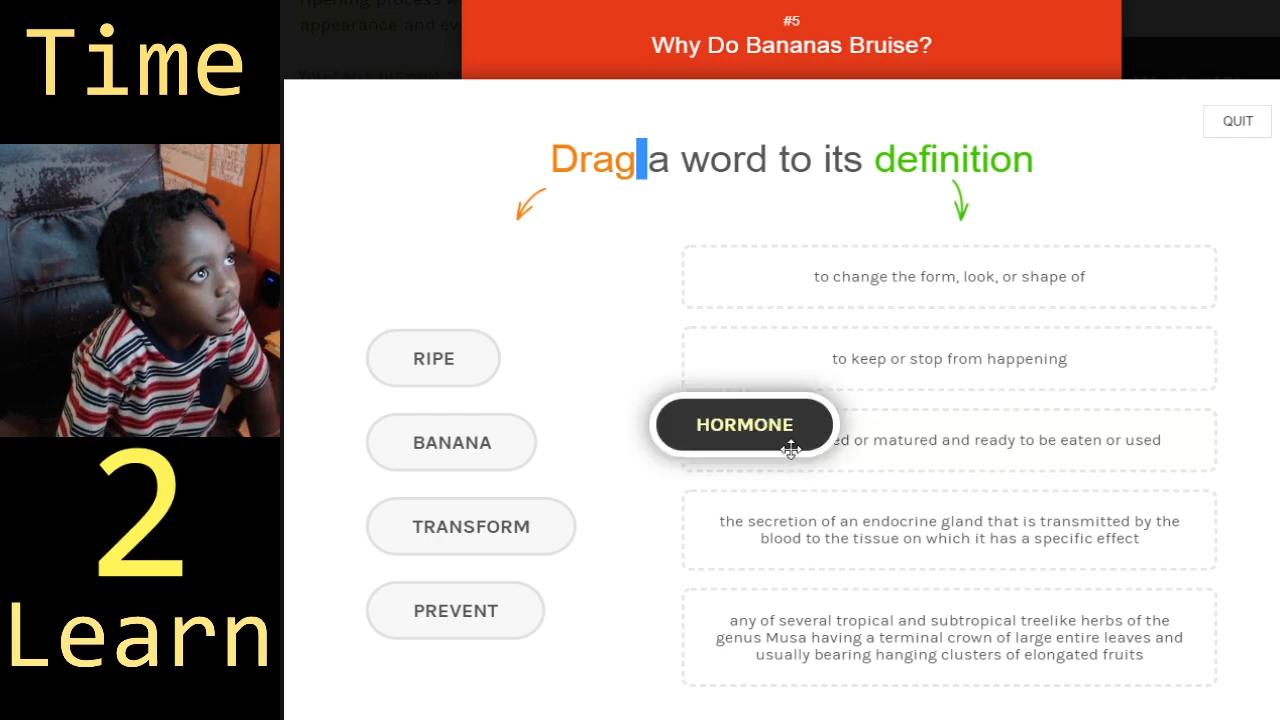 Time
2
Learn
#5
Why Do Bananas Bruise?
QUIT
Drag a word to its definition
RIPE
BANANA
TRANSFORM
PREVENT
HORMONE
to change the form, look, or shape of
to keep or stop from happening
ed or matured and ready to be eaten or used
the secretion of an endocrine gland that is transmitted by the
blood to the tissue on which it has a specific effect
any of several tropical and subtropical treelike herbs of the
genus Musa having a terminal crown of large entire leaves and
usually bearing hanging clusters of elongated fruits